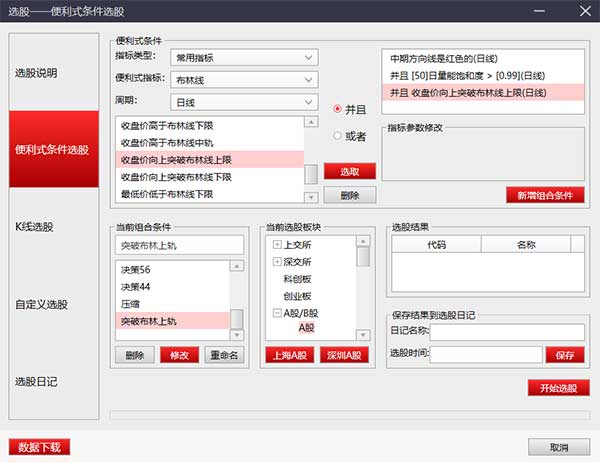 选股——便利式条件选股
选股说明
便利式条件选股
K线选股
自定义选股
选股日记
便利式条件
指标类型:
常用指标
便利式指标:
布林线
周期:
日线
收盘价高于布林线下限
收盘价高于布林线中轨
收盘价向上突破布林线上限
收盘价向下突破布林线下限
最低价低于布林线下限
并且
或者
选取
删除
中期方向线是红色的(日线)
并且 [50]日量能饱和度 > [0.99](日线)
并且 收盘价向上突破布林线上限(日线)
指标参数修改
新增组合条件
当前组合条件
突破布林上轨
决策56
决策44
压缩
突破布林上轨
删除
修改
重命名
当前选股板块
上交所
深交所
科创板
创业板
A股/B股
A股
上海A股
深圳A股
选股结果
代码
名称
保存结果到选股日记
日记名称:
选股时间:
保存
开始选股
数据下载
取消